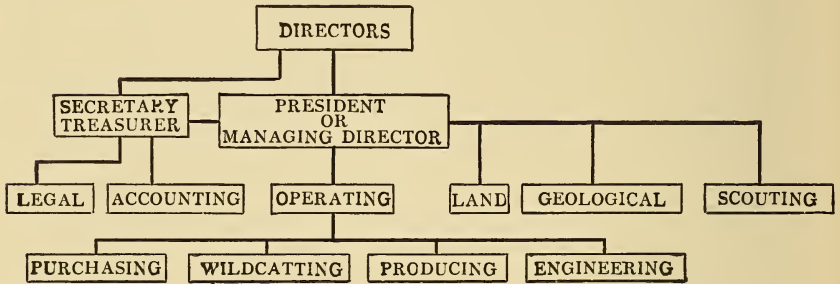 DIRECTORS
SECRETARY
TREASURER
PRESIDENT
OR
MANAGING DIRECTOR
LEGAL
ACCOUNTING
OPERATING
LAND
GEOLOGICAL
SCOUTING
PURCHASING
WILDCATTING
PRODUCING
ENGINEERING